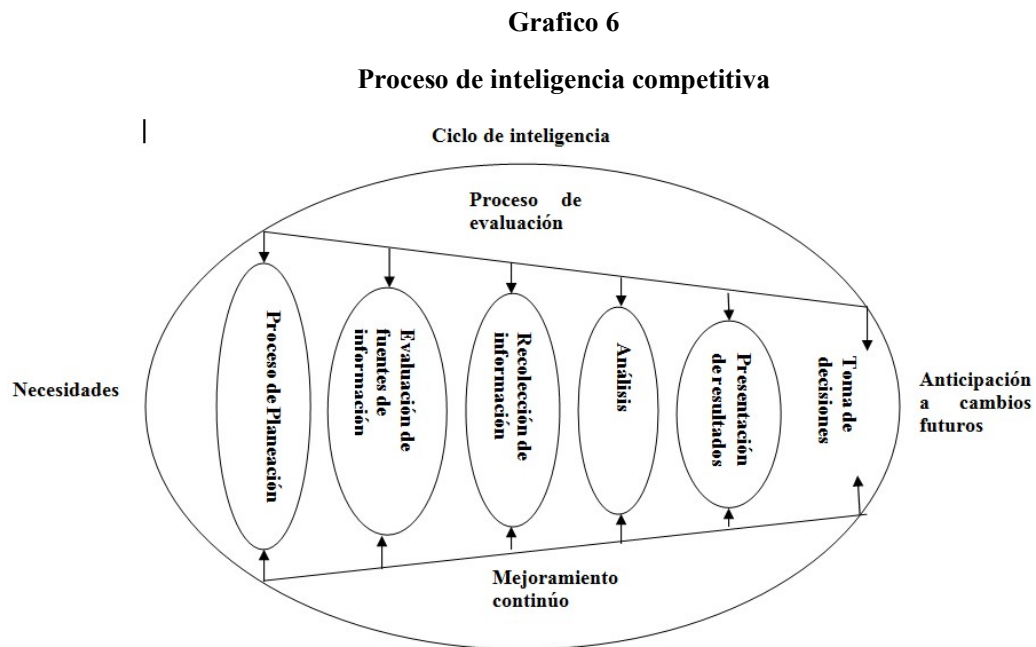 Grafico 6
Proceso de inteligencia competitiva
Ciclo de inteligencia
Proceso de
evaluación
Necesidades
Proceso de Planeación
Evaluación de
fuentes de
información
Recolección de
información
Análisis
Presentación
de resultados
Toma de
decisiones
Anticipación
a cambios
futuros
Mejoramiento
continúo